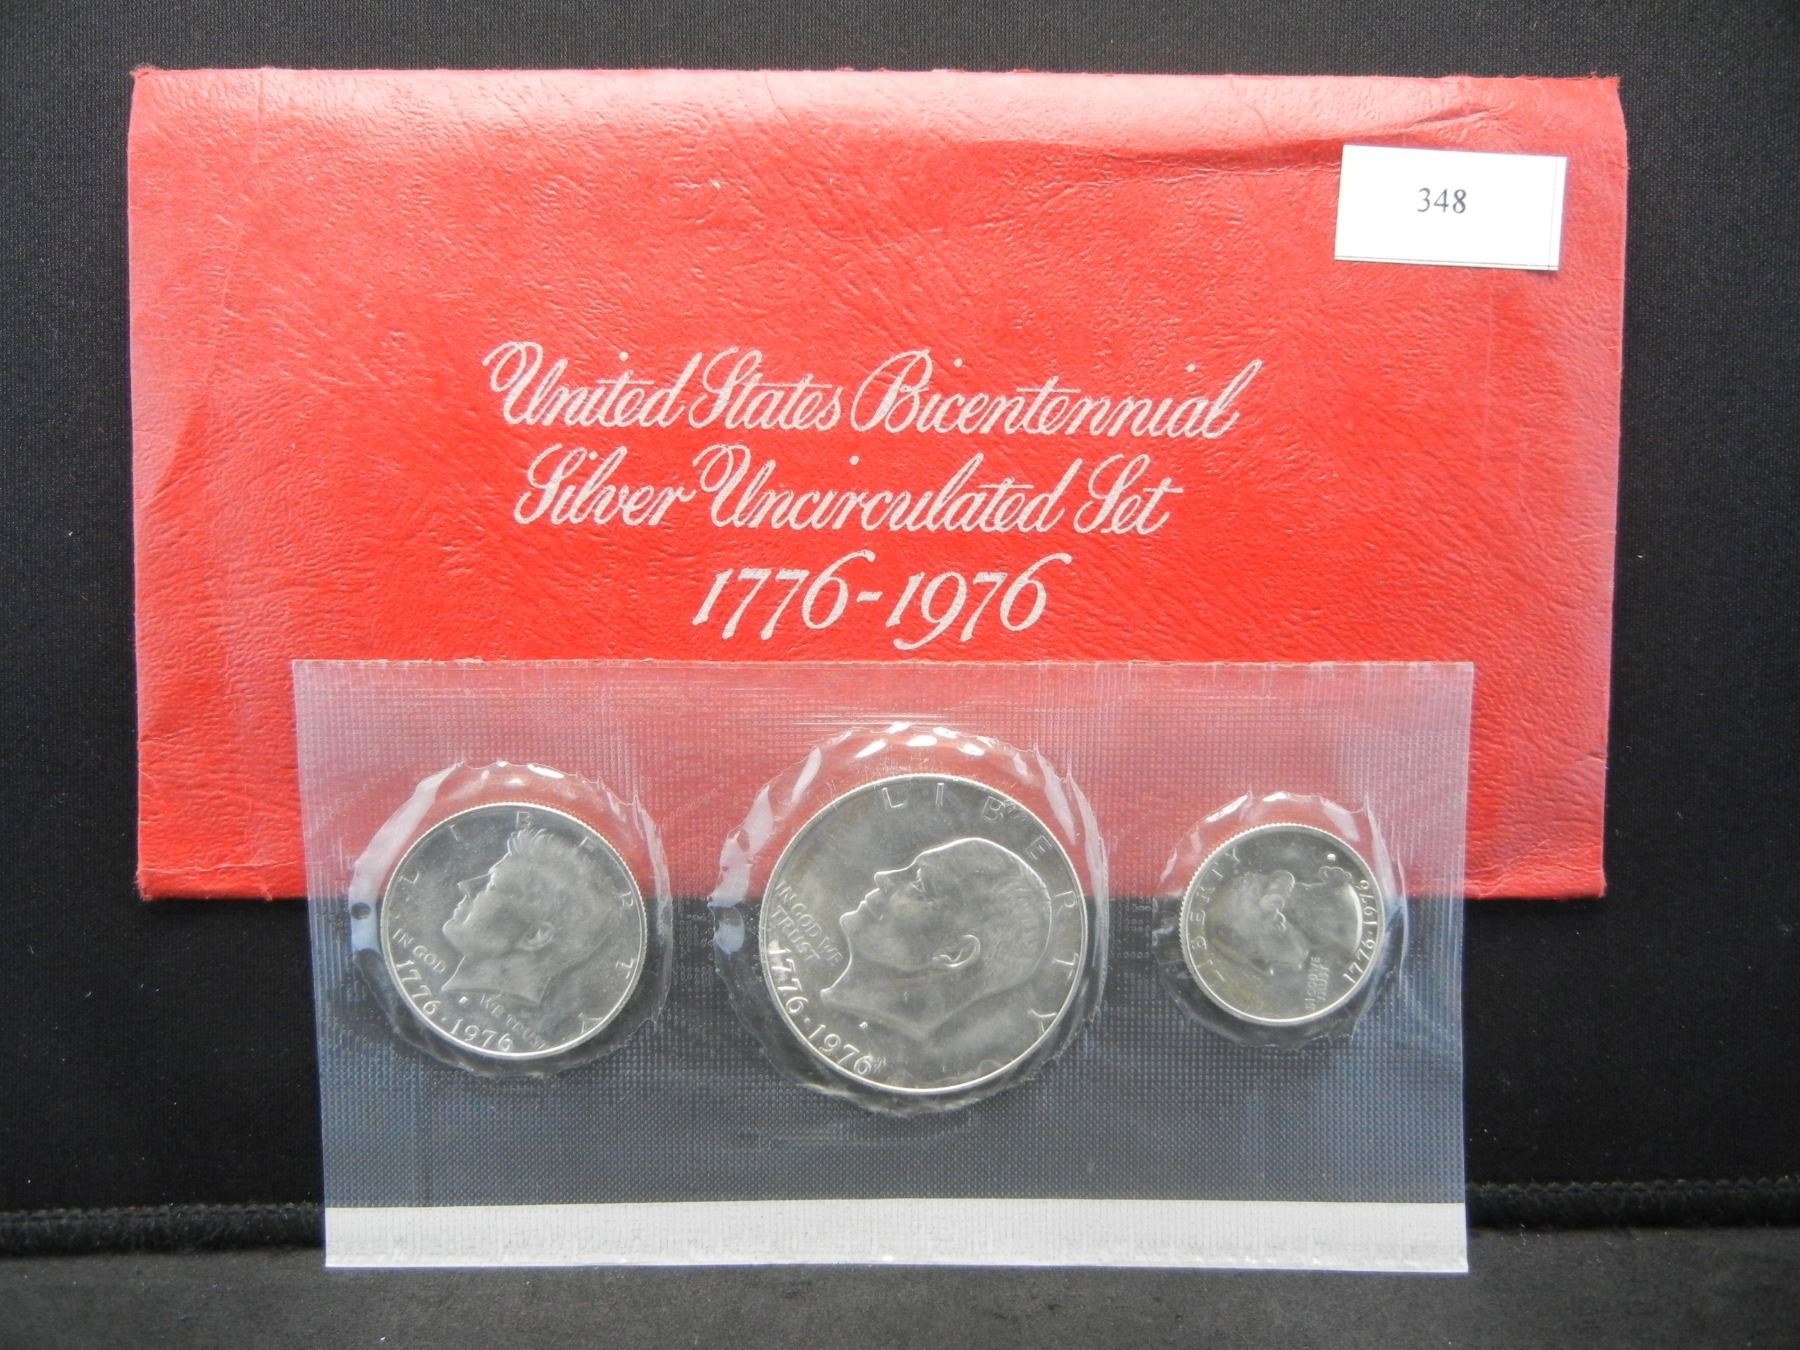 348
United States Bicentennial
Silver Uncirculated Set
1776-1976
LIBERTY
IN GOD
WE TRUST
1776·1976
LIBERTY
IN GOD WE
TRUST
1776·1976
LIBERTY
IN GOD WE
TRUST
1776-1976